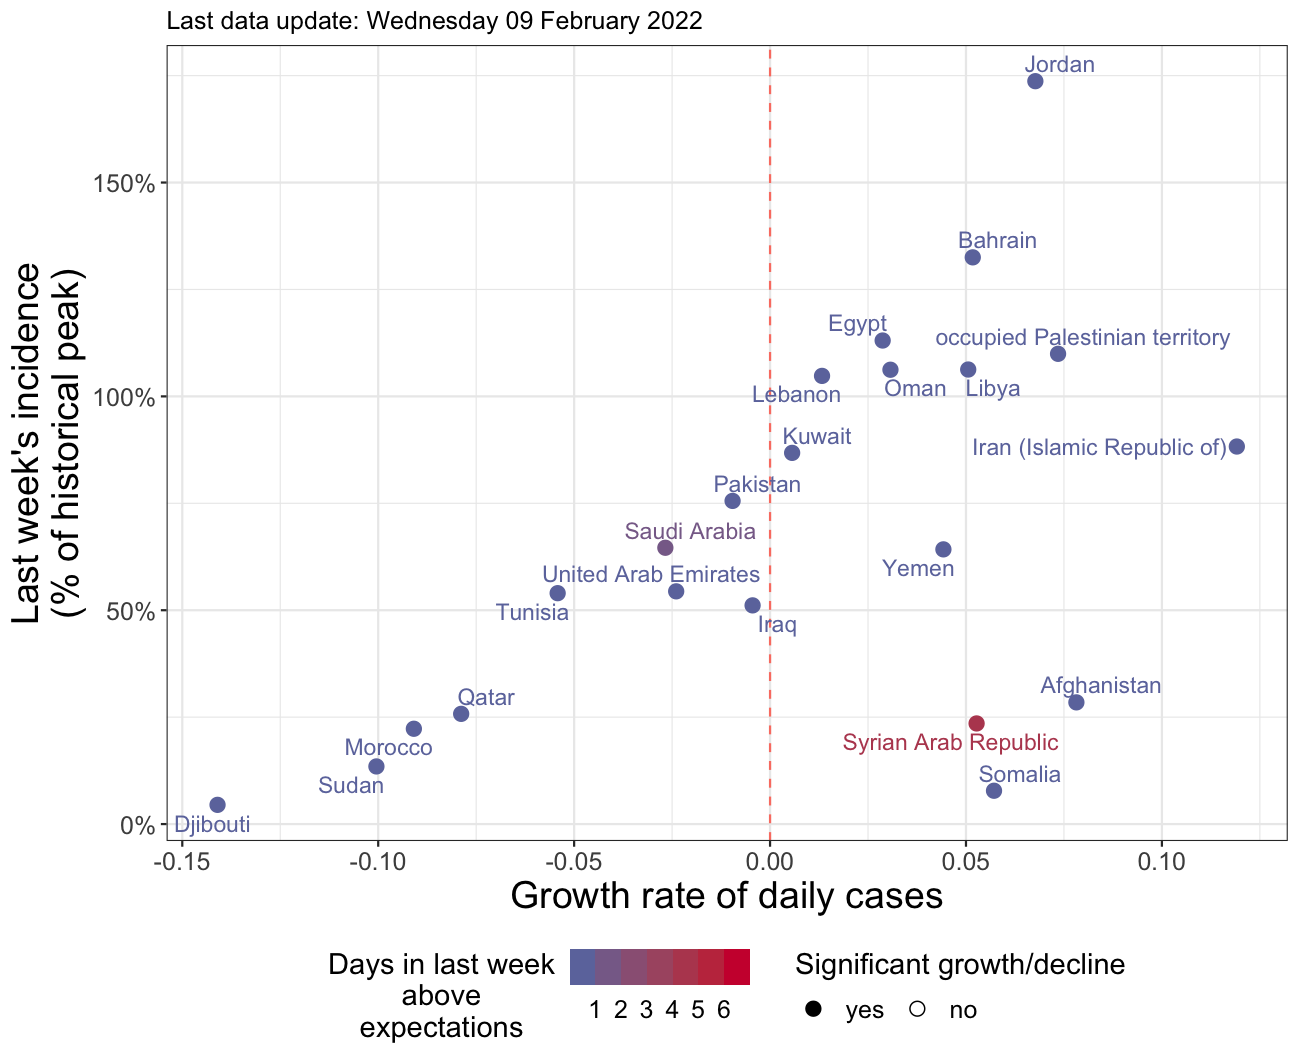 Last data update: Wednesday 09 February 2022
Last week's incidence
(% of historical peak)
150%
100%
50%
0%
Jordan
Bahrain
Egypt
occupied Palestinian territory
Lebanon
Oman
Libya
Kuwait
Iran (Islamic Republic of)
Pakistan
Saudi Arabia
Yemen
United Arab Emirates
Tunisia
Iraq
Afghanistan
Qatar
Syrian Arab Republic
Morocco
Somalia
Sudan
Djibouti
-0.15 -0.10 -0.05 0.00 0.05 0.10
Growth rate of daily cases
Days in last week
above
expectations
1 2 3 4 5 6
Significant growth/decline
yes no